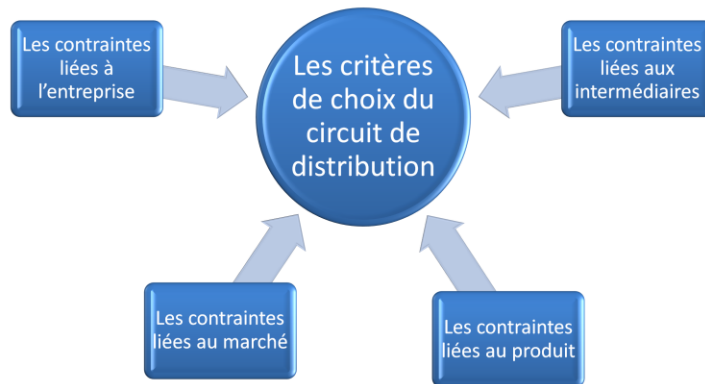 Les contraintes
liées à
l'entreprise
Les critères
de choix du
circuit de
distribution
Les contraintes
liées aux
intermédiaires
Les contraintes
liées au marché
Les contraintes
liées au produit